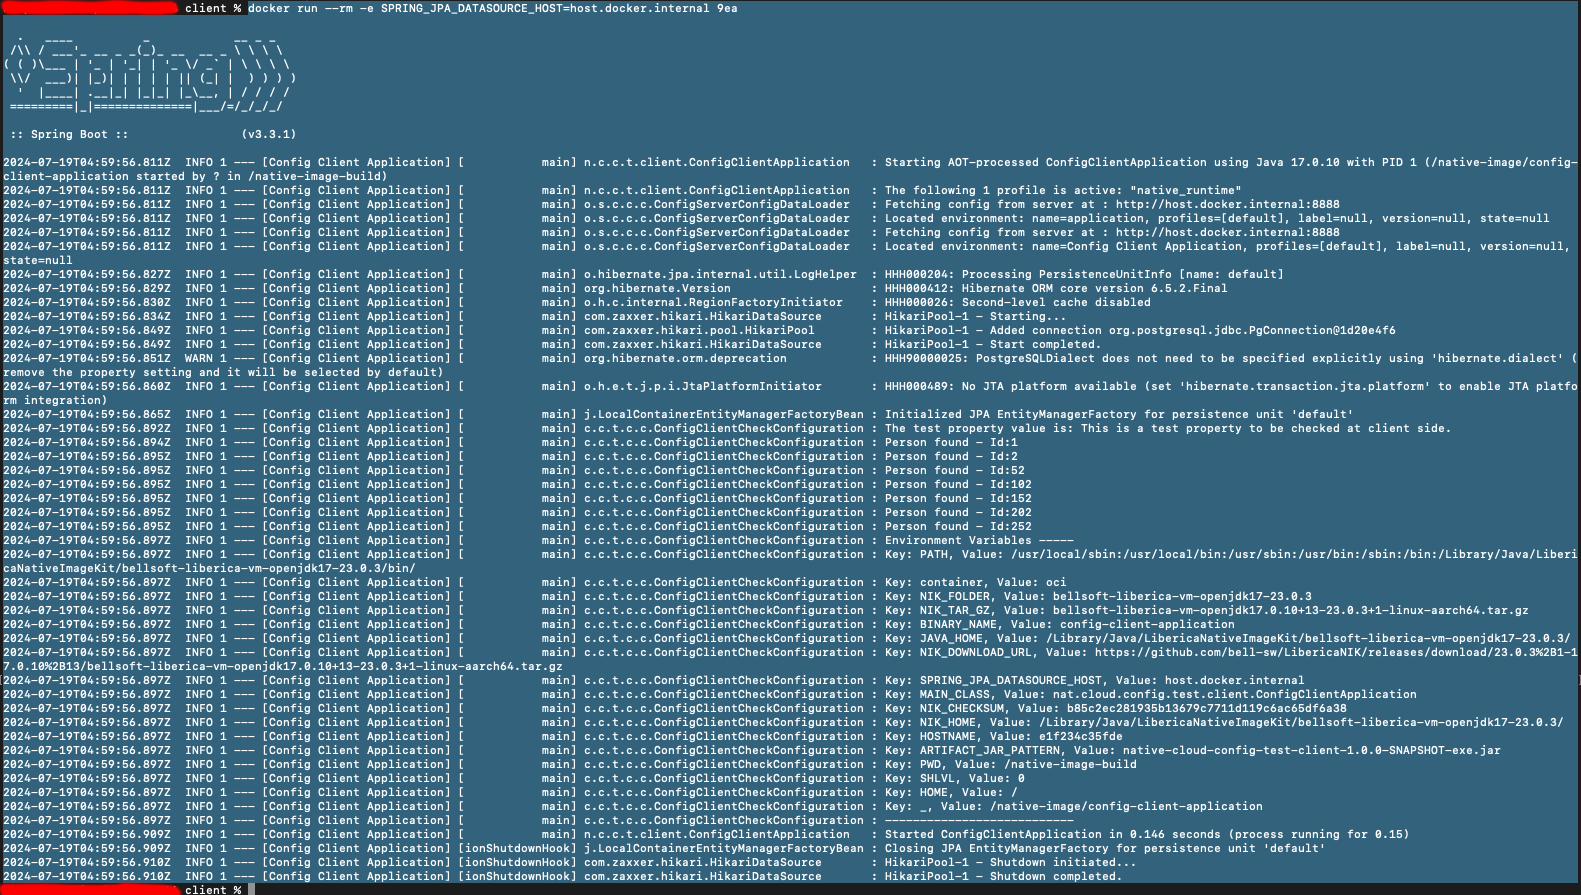 client % docker run --rm -e SPRING_JPA_DATASOURCE_HOST=host.docker.internal 9ea
  .   ____          _            __ _ _
 /\\ / ___'_ __ _ _(_)_ __  __ _ \ \ \ \
( ( )\___ | '_ | '_| | '_ \/ _` | \ \ \ \
 \\/  ___)| |_)| | | | | || (_| |  ) ) ) )
  '  |____| .__|_| |_|_| |_\__, | / / / /
 =========|_|==============|___/=/_/_/_/
 :: Spring Boot ::                (v3.3.1)
2024-07-19T04:59:56.811Z  INFO 1 --- [Config Client Application] [           main] n.c.c.t.client.ConfigClientApplication   : Starting AOT-processed ConfigClientApplication using Java 17.0.10 with PID 1 (/native-image/config-
client-application started by ? in /native-image-build)
2024-07-19T04:59:56.811Z  INFO 1 --- [Config Client Application] [           main] n.c.c.t.client.ConfigClientApplication   : The following 1 profile is active: "native_runtime"
2024-07-19T04:59:56.811Z  INFO 1 --- [Config Client Application] [           main] o.s.c.c.c.ConfigServerConfigDataLoader   : Fetching config from server at : http://host.docker.internal:8888
2024-07-19T04:59:56.811Z  INFO 1 --- [Config Client Application] [           main] o.s.c.c.c.ConfigServerConfigDataLoader   : Located environment: name=application, profiles=[default], label=null, version=null, state=null
2024-07-19T04:59:56.811Z  INFO 1 --- [Config Client Application] [           main] o.s.c.c.c.ConfigServerConfigDataLoader   : Fetching config from server at : http://host.docker.internal:8888
2024-07-19T04:59:56.811Z  INFO 1 --- [Config Client Application] [           main] o.s.c.c.c.ConfigServerConfigDataLoader   : Located environment: name=Config Client Application, profiles=[default], label=null, version=null,
state=null
2024-07-19T04:59:56.827Z  INFO 1 --- [Config Client Application] [           main] o.hibernate.jpa.internal.util.LogHelper  : HHH000204: Processing PersistenceUnitInfo [name: default]
2024-07-19T04:59:56.829Z  INFO 1 --- [Config Client Application] [           main] org.hibernate.Version                    : HHH000412: Hibernate ORM core version 6.5.2.Final
2024-07-19T04:59:56.830Z  INFO 1 --- [Config Client Application] [           main] o.h.c.internal.RegionFactoryInitiator    : HHH000026: Second-level cache disabled
2024-07-19T04:59:56.834Z  INFO 1 --- [Config Client Application] [           main] com.zaxxer.hikari.HikariDataSource       : HikariPool-1 - Starting...
2024-07-19T04:59:56.849Z  INFO 1 --- [Config Client Application] [           main] com.zaxxer.hikari.pool.HikariPool        : HikariPool-1 - Added connection org.postgresql.jdbc.PgConnection@1d20e4f6
2024-07-19T04:59:56.849Z  INFO 1 --- [Config Client Application] [           main] com.zaxxer.hikari.HikariDataSource       : HikariPool-1 - Start completed.
2024-07-19T04:59:56.851Z  WARN 1 --- [Config Client Application] [           main] org.hibernate.orm.deprecation            : HHH90000025: PostgreSQLDialect does not need to be specified explicitly using 'hibernate.dialect' (
remove the property setting and it will be selected by default)
2024-07-19T04:59:56.860Z  INFO 1 --- [Config Client Application] [           main] o.h.e.t.j.p.i.JtaPlatformInitiator       : HHH000489: No JTA platform available (set 'hibernate.transaction.jta.platform' to enable JTA platfo
rm integration)
2024-07-19T04:59:56.865Z  INFO 1 --- [Config Client Application] [           main] j.LocalContainerEntityManagerFactoryBean : Initialized JPA EntityManagerFactory for persistence unit 'default'
2024-07-19T04:59:56.892Z  INFO 1 --- [Config Client Application] [           main] c.c.t.c.c.ConfigClientCheckConfiguration : The test property value is: This is a test property to be checked at client side.
2024-07-19T04:59:56.894Z  INFO 1 --- [Config Client Application] [           main] c.c.t.c.c.ConfigClientCheckConfiguration : Person found - Id:1
2024-07-19T04:59:56.895Z  INFO 1 --- [Config Client Application] [           main] c.c.t.c.c.ConfigClientCheckConfiguration : Person found - Id:2
2024-07-19T04:59:56.895Z  INFO 1 --- [Config Client Application] [           main] c.c.t.c.c.ConfigClientCheckConfiguration : Person found - Id:52
2024-07-19T04:59:56.895Z  INFO 1 --- [Config Client Application] [           main] c.c.t.c.c.ConfigClientCheckConfiguration : Person found - Id:102
2024-07-19T04:59:56.895Z  INFO 1 --- [Config Client Application] [           main] c.c.t.c.c.ConfigClientCheckConfiguration : Person found - Id:152
2024-07-19T04:59:56.895Z  INFO 1 --- [Config Client Application] [           main] c.c.t.c.c.ConfigClientCheckConfiguration : Person found - Id:202
2024-07-19T04:59:56.895Z  INFO 1 --- [Config Client Application] [           main] c.c.t.c.c.ConfigClientCheckConfiguration : Person found - Id:252
2024-07-19T04:59:56.897Z  INFO 1 --- [Config Client Application] [           main] c.c.t.c.c.ConfigClientCheckConfiguration : Environment Variables -----
2024-07-19T04:59:56.897Z  INFO 1 --- [Config Client Application] [           main] c.c.t.c.c.ConfigClientCheckConfiguration : Key: PATH, Value: /usr/local/sbin:/usr/local/bin:/usr/sbin:/usr/bin:/sbin:/bin:/Library/Java/Liberi
caNativeImageKit/bellsoft-liberica-vm-openjdk17-23.0.3/bin/
2024-07-19T04:59:56.897Z  INFO 1 --- [Config Client Application] [           main] c.c.t.c.c.ConfigClientCheckConfiguration : Key: container, Value: oci
2024-07-19T04:59:56.897Z  INFO 1 --- [Config Client Application] [           main] c.c.t.c.c.ConfigClientCheckConfiguration : Key: NIK_FOLDER, Value: bellsoft-liberica-vm-openjdk17-23.0.3
2024-07-19T04:59:56.897Z  INFO 1 --- [Config Client Application] [           main] c.c.t.c.c.ConfigClientCheckConfiguration : Key: NIK_TAR_GZ, Value: bellsoft-liberica-vm-openjdk17.0.10+13-23.0.3+1-linux-aarch64.tar.gz
2024-07-19T04:59:56.897Z  INFO 1 --- [Config Client Application] [           main] c.c.t.c.c.ConfigClientCheckConfiguration : Key: BINARY_NAME, Value: config-client-application
2024-07-19T04:59:56.897Z  INFO 1 --- [Config Client Application] [           main] c.c.t.c.c.ConfigClientCheckConfiguration : Key: JAVA_HOME, Value: /Library/Java/LibericaNativeImageKit/bellsoft-liberica-vm-openjdk17-23.0.3/
2024-07-19T04:59:56.897Z  INFO 1 --- [Config Client Application] [           main] c.c.t.c.c.ConfigClientCheckConfiguration : Key: NIK_DOWNLOAD_URL, Value: https://github.com/bell-sw/LibericaNIK/releases/download/23.0.3%2B1-1
7.0.10%2B13/bellsoft-liberica-vm-openjdk17.0.10+13-23.0.3+1-linux-aarch64.tar.gz
2024-07-19T04:59:56.897Z  INFO 1 --- [Config Client Application] [           main] c.c.t.c.c.ConfigClientCheckConfiguration : Key: SPRING_JPA_DATASOURCE_HOST, Value: host.docker.internal
2024-07-19T04:59:56.897Z  INFO 1 --- [Config Client Application] [           main] c.c.t.c.c.ConfigClientCheckConfiguration : Key: MAIN_CLASS, Value: nat.cloud.config.test.client.ConfigClientApplication
2024-07-19T04:59:56.897Z  INFO 1 --- [Config Client Application] [           main] c.c.t.c.c.ConfigClientCheckConfiguration : Key: NIK_CHECKSUM, Value: b85c2ec281935b13679c7711d119c6ac65df6a38
2024-07-19T04:59:56.897Z  INFO 1 --- [Config Client Application] [           main] c.c.t.c.c.ConfigClientCheckConfiguration : Key: NIK_HOME, Value: /Library/Java/LibericaNativeImageKit/bellsoft-liberica-vm-openjdk17-23.0.3/
2024-07-19T04:59:56.897Z  INFO 1 --- [Config Client Application] [           main] c.c.t.c.c.ConfigClientCheckConfiguration : Key: HOSTNAME, Value: e1f234c35fde
2024-07-19T04:59:56.897Z  INFO 1 --- [Config Client Application] [           main] c.c.t.c.c.ConfigClientCheckConfiguration : Key: ARTIFACT_JAR_PATTERN, Value: native-cloud-config-test-client-1.0.0-SNAPSHOT-exe.jar
2024-07-19T04:59:56.897Z  INFO 1 --- [Config Client Application] [           main] c.c.t.c.c.ConfigClientCheckConfiguration : Key: PWD, Value: /native-image-build
2024-07-19T04:59:56.897Z  INFO 1 --- [Config Client Application] [           main] c.c.t.c.c.ConfigClientCheckConfiguration : Key: SHLVL, Value: 0
2024-07-19T04:59:56.897Z  INFO 1 --- [Config Client Application] [           main] c.c.t.c.c.ConfigClientCheckConfiguration : Key: HOME, Value: /
2024-07-19T04:59:56.897Z  INFO 1 --- [Config Client Application] [           main] c.c.t.c.c.ConfigClientCheckConfiguration : Key: _, Value: /native-image/config-client-application
2024-07-19T04:59:56.897Z  INFO 1 --- [Config Client Application] [           main] c.c.t.c.c.ConfigClientCheckConfiguration : ---------------------------
2024-07-19T04:59:56.909Z  INFO 1 --- [Config Client Application] [           main] n.c.c.t.client.ConfigClientApplication   : Started ConfigClientApplication in 0.146 seconds (process running for 0.15)
2024-07-19T04:59:56.909Z  INFO 1 --- [Config Client Application] [ionShutdownHook] j.LocalContainerEntityManagerFactoryBean : Closing JPA EntityManagerFactory for persistence unit 'default'
2024-07-19T04:59:56.910Z  INFO 1 --- [Config Client Application] [ionShutdownHook] com.zaxxer.hikari.HikariDataSource       : HikariPool-1 - Shutdown initiated...
2024-07-19T04:59:56.910Z  INFO 1 --- [Config Client Application] [ionShutdownHook] com.zaxxer.hikari.HikariDataSource       : HikariPool-1 - Shutdown completed.
client %